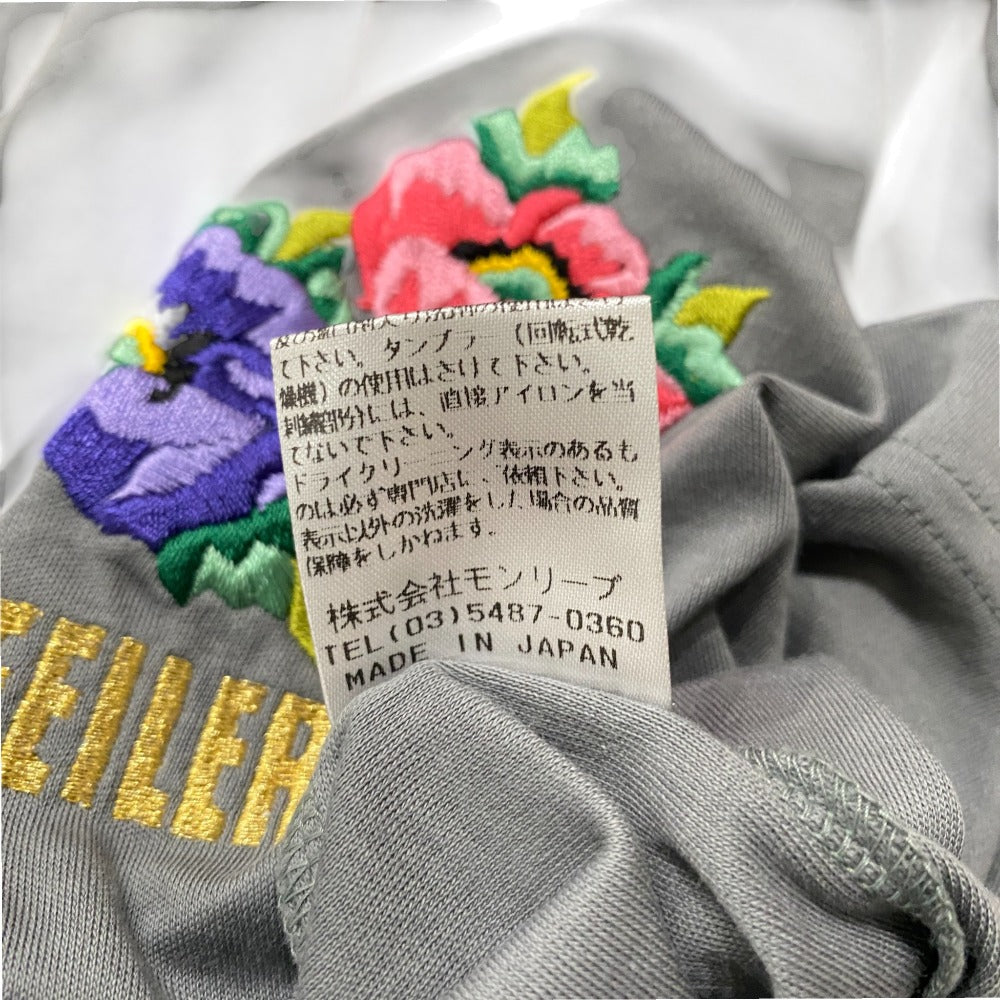 て下さい。タンブラー(回転式乾
燥機)の使用はさけて下さい。
刺繍部分には、直接アイロンを当
てないで下さい。
ドライクリーニング表示のあるも
のは必ず専門店に、依頼下さい。
表示以外の洗濯をした場合の品質
保障をしかねます。
株式会社モンリーブ
TEL(03)5487-0360
MADE IN JAPAN
EILER